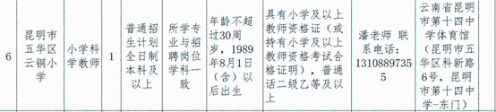 6
昆明市
五华区
云铜小
学
小学科
学教师
1
普通招
生计划
全日制
本科及
以上
所学专
业与招
聘岗位
学科一
致
年龄不超
过30周
岁，1989
年8月1日
（含）以
后出生
具有小学及以上
教师资格证（或
持有小学及以上
教师资格考试合
格证明），普通
话二级乙等及以
上
潘老师 联
系电话：
1310889735
5
云南省昆明
市第十四中
学体育馆
（昆明市五
华区科新路
6号，昆明
市第十四中
学-东门）